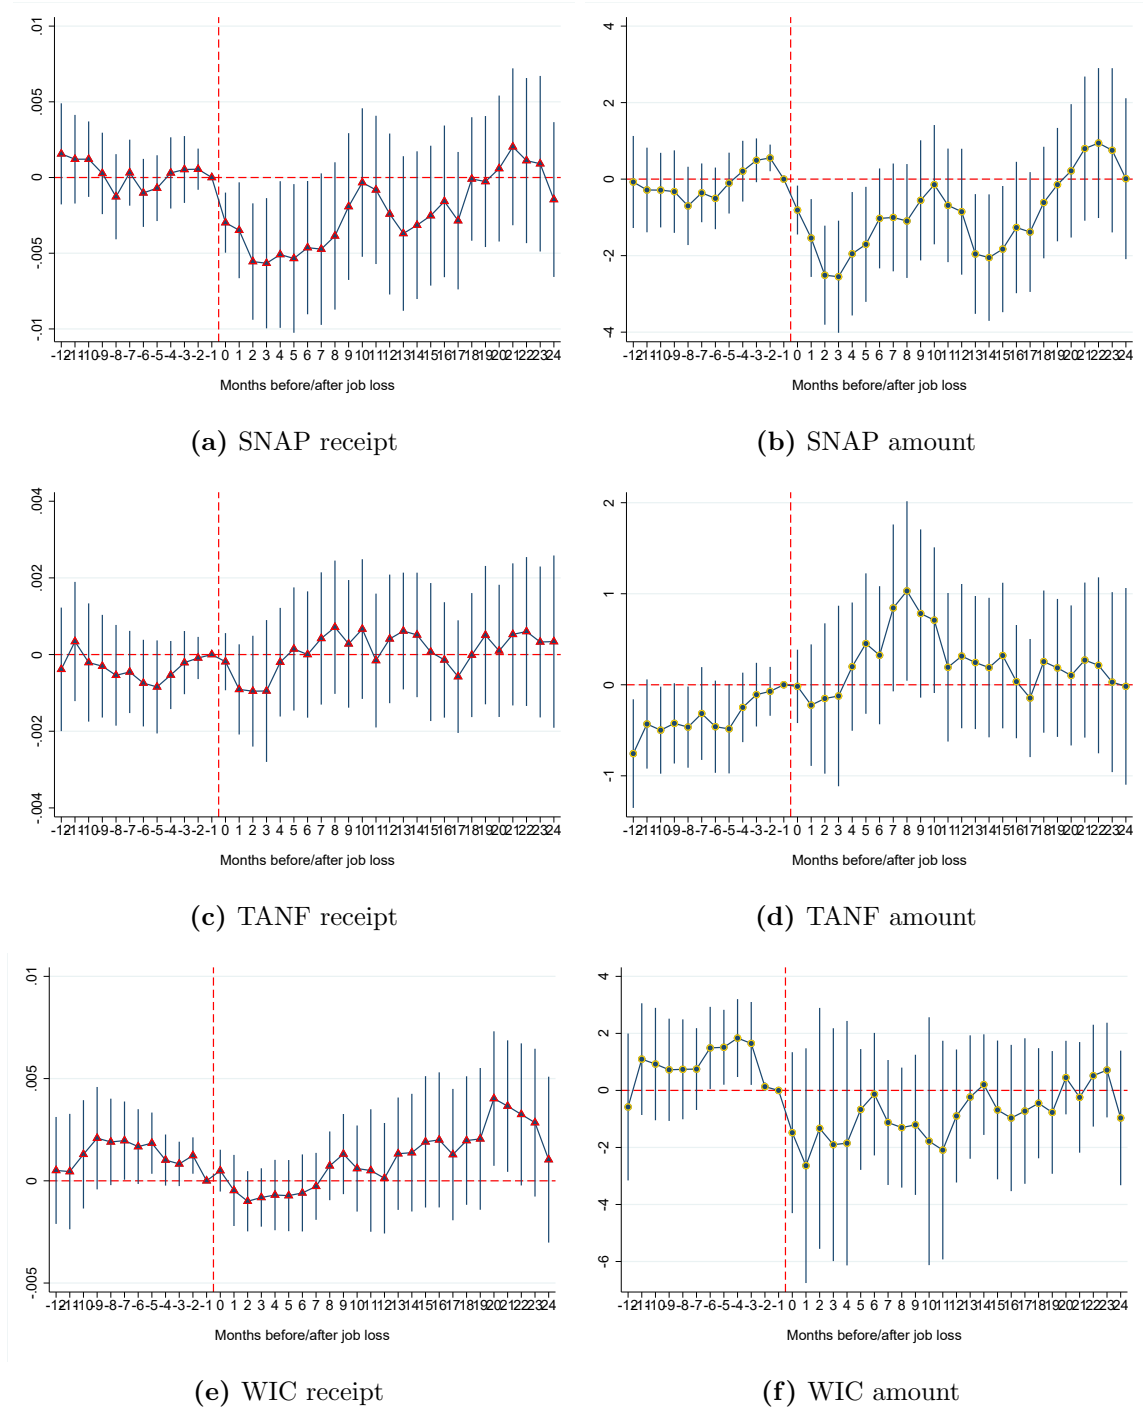 .01
.005
0
-.005
-.01
-12 -11 -10 -9 -8 -7 -6 -5 -4 -3 -2 -1 0 1 2 3 4 5 6 7 8 9 10 11 12 13 14 15 16 17 18 19 20 21 22 23 24
Months before/after job loss
(a) SNAP receipt
4
2
0
-2
-4
-12 -11 -10 -9 -8 -7 -6 -5 -4 -3 -2 -1 0 1 2 3 4 5 6 7 8 9 10 11 12 13 14 15 16 17 18 19 20 21 22 23 24
Months before/after job loss
(b) SNAP amount
.004
.002
0
-.002
-.004
-12 -11 -10 -9 -8 -7 -6 -5 -4 -3 -2 -1 0 1 2 3 4 5 6 7 8 9 10 11 12 13 14 15 16 17 18 19 20 21 22 23 24
Months before/after job loss
(c) TANF receipt
2
1
0
-1
-12 -11 -10 -9 -8 -7 -6 -5 -4 -3 -2 -1 0 1 2 3 4 5 6 7 8 9 10 11 12 13 14 15 16 17 18 19 20 21 22 23 24
Months before/after job loss
(d) TANF amount
.01
.005
0
-.005
-12 -11 -10 -9 -8 -7 -6 -5 -4 -3 -2 -1 0 1 2 3 4 5 6 7 8 9 10 11 12 13 14 15 16 17 18 19 20 21 22 23 24
Months before/after job loss
(e) WIC receipt
4
2
0
-2
-4
-6
-12 -11 -10 -9 -8 -7 -6 -5 -4 -3 -2 -1 0 1 2 3 4 5 6 7 8 9 10 11 12 13 14 15 16 17 18 19 20 21 22 23 24
Months before/after job loss
(f) WIC amount